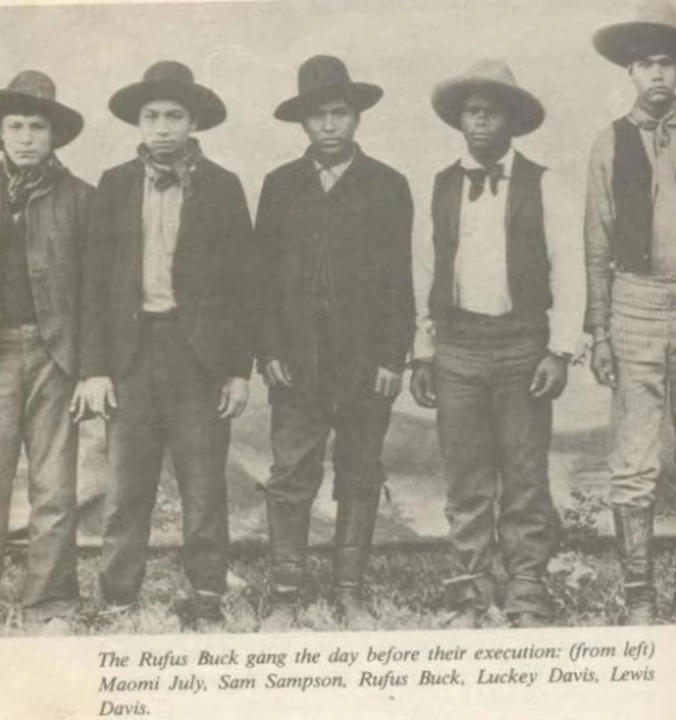 The Rufus Buck gang the day before their execution: (from left)
Maomi July, Sam Sampson, Rufus Buck, Luckey Davis, Lewis
Davis.